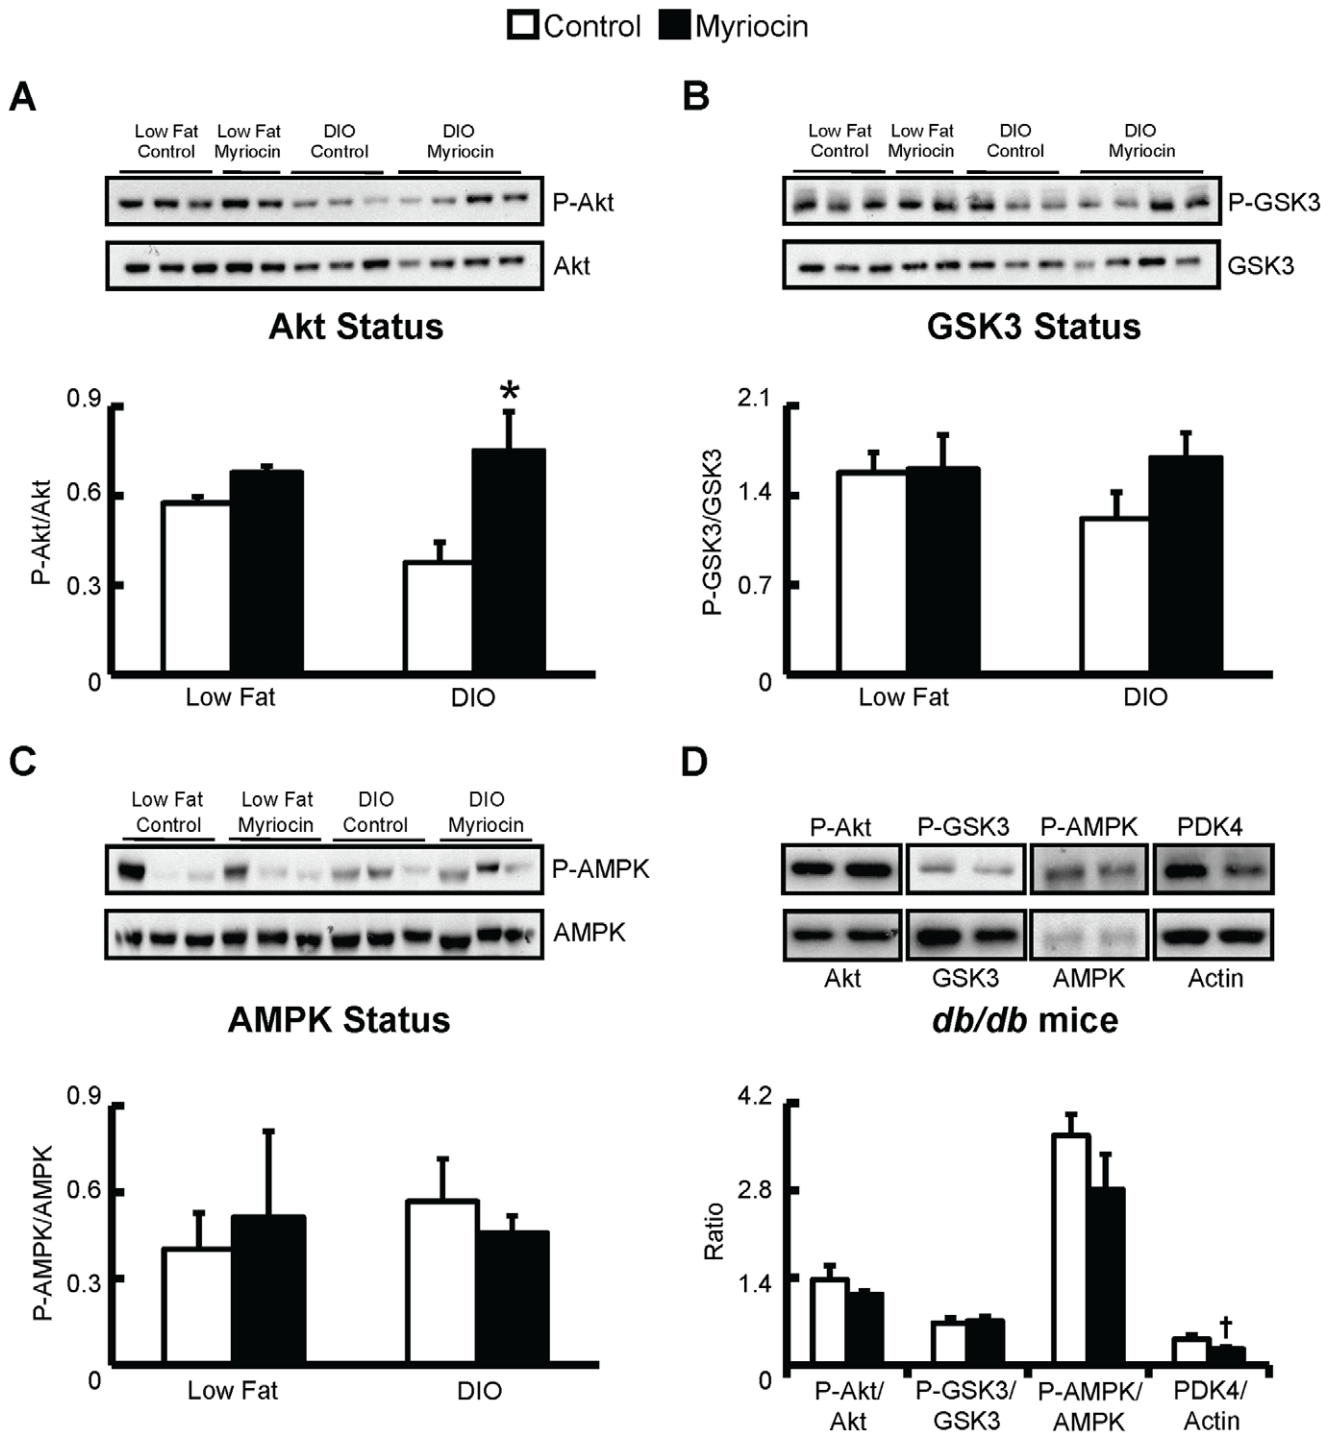 Control Myriocin
A
Low Fat Low Fat DIO DIO
Control Myriocin Control Myriocin
P-Akt
Akt
Akt Status
0.9
0.6
0.3
0
P-Akt/Akt
*
Low Fat DIO
B
Low Fat Low Fat DIO DIO
Control Myriocin Control Myriocin
P-GSK3
GSK3
GSK3 Status
2.1
1.4
0.7
0
P-GSK3/GSK3
Low Fat DIO
C
Low Fat Low Fat DIO DIO
Control Myriocin Control Myriocin
P-AMPK
AMPK
AMPK Status
0.9
0.6
0.3
0
P-AMPK/AMPK
Low Fat DIO
D
P-Akt P-GSK3 P-AMPK PDK4
Akt GSK3 AMPK Actin
db/db mice
4.2
2.8
1.4
0
Ratio
†
P-Akt/ P-GSK3/ P-AMPK/ PDK4/
Akt GSK3 AMPK Actin